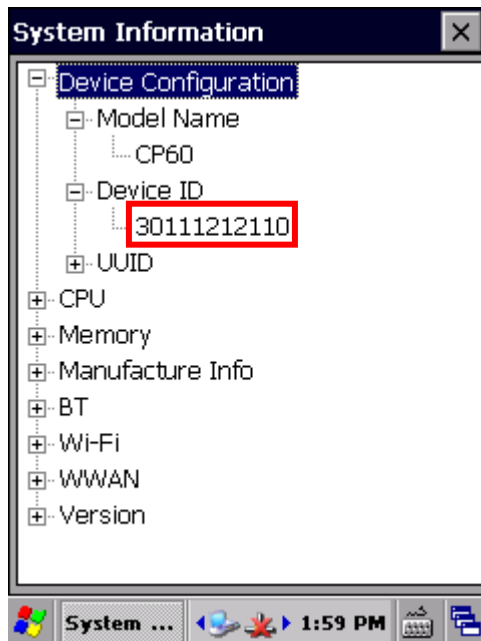 System Information
Device Configuration
Model Name
CP60
Device ID
30111212110
UUID
CPU
Memory
Manufacture Info
BT
Wi-Fi
WWAN
Version
System ... 1:59 PM